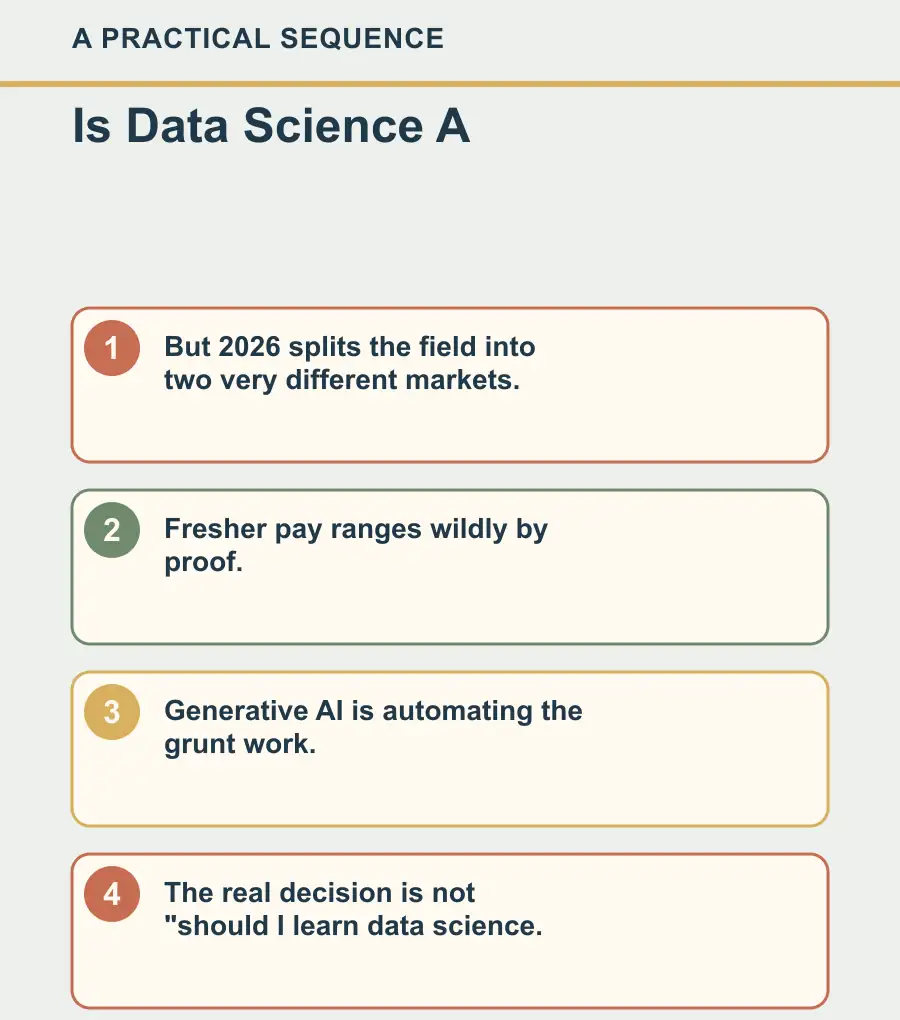 A PRACTICAL SEQUENCE
Is Data Science A
1
But 2026 splits the field into
two very different markets.
2
Fresher pay ranges wildly by
proof.
3
Generative AI is automating the
grunt work.
4
The real decision is not
"should I learn data science.